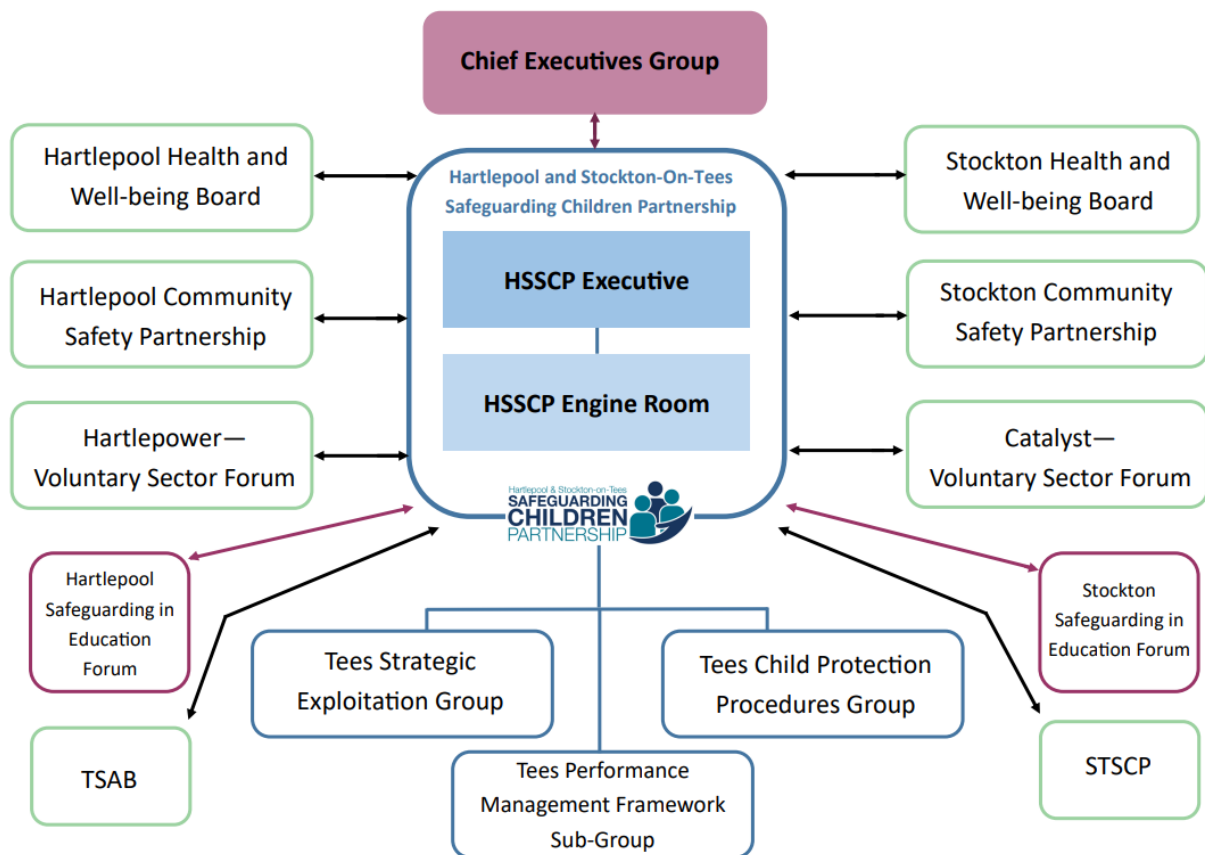 Chief Executives Group
Hartlepool Health and
Well-being Board
Hartlepool and Stockton-On-Tees
Safeguarding Children Partnership
Stockton Health and
Well-being Board
HSSCP Executive
Hartlepool Community
Safety Partnership
Stockton Community
Safety Partnership
HSSCP Engine Room
Hartlepower—
Voluntary Sector Forum
Catalyst—
Voluntary Sector Forum
Hartlepool & Stockton-on-Tees
SAFEGUARDING
CHILDREN
PARTNERSHIP
Hartlepool
Safeguarding in
Education
Forum
Stockton
Safeguarding in
Education Forum
Tees Strategic
Exploitation Group
Tees Child Protection
Procedures Group
TSAB
Tees Performance
Management Framework
Sub-Group
STSCP